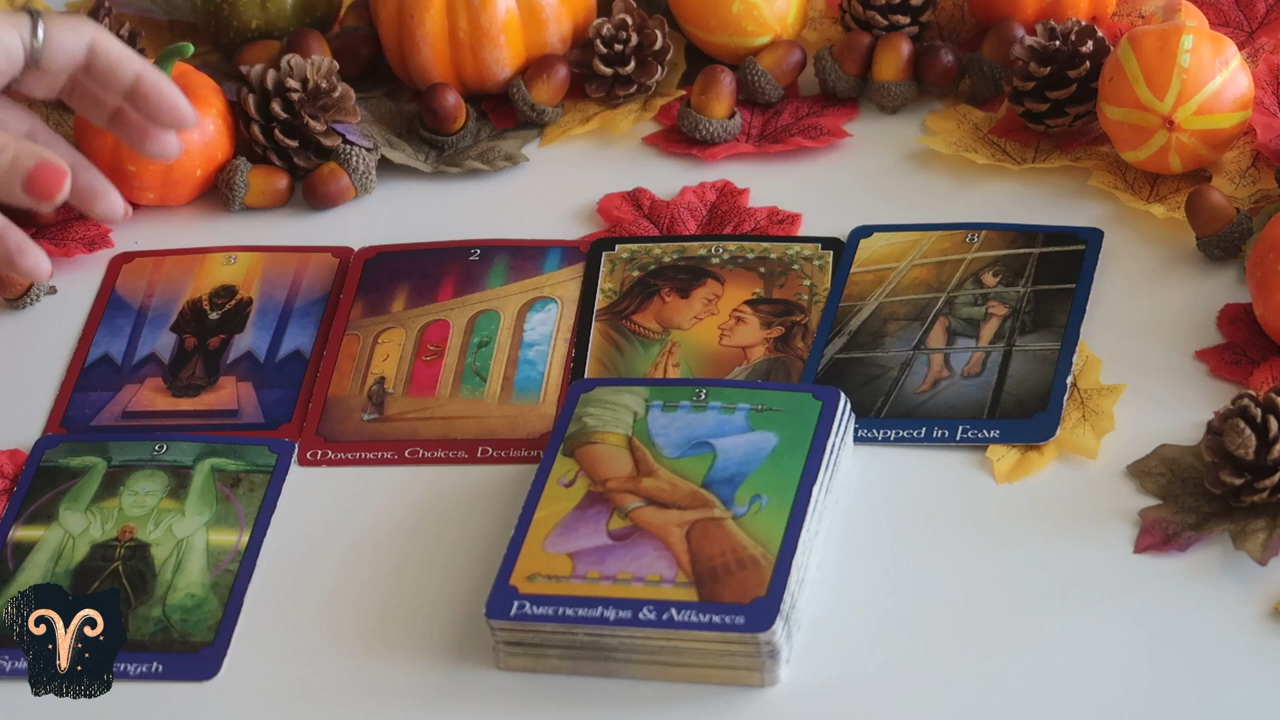 3
2
6
8
Movement, Choices, Decision
Trapped in Fear
9
3
Partnerships & Alliances